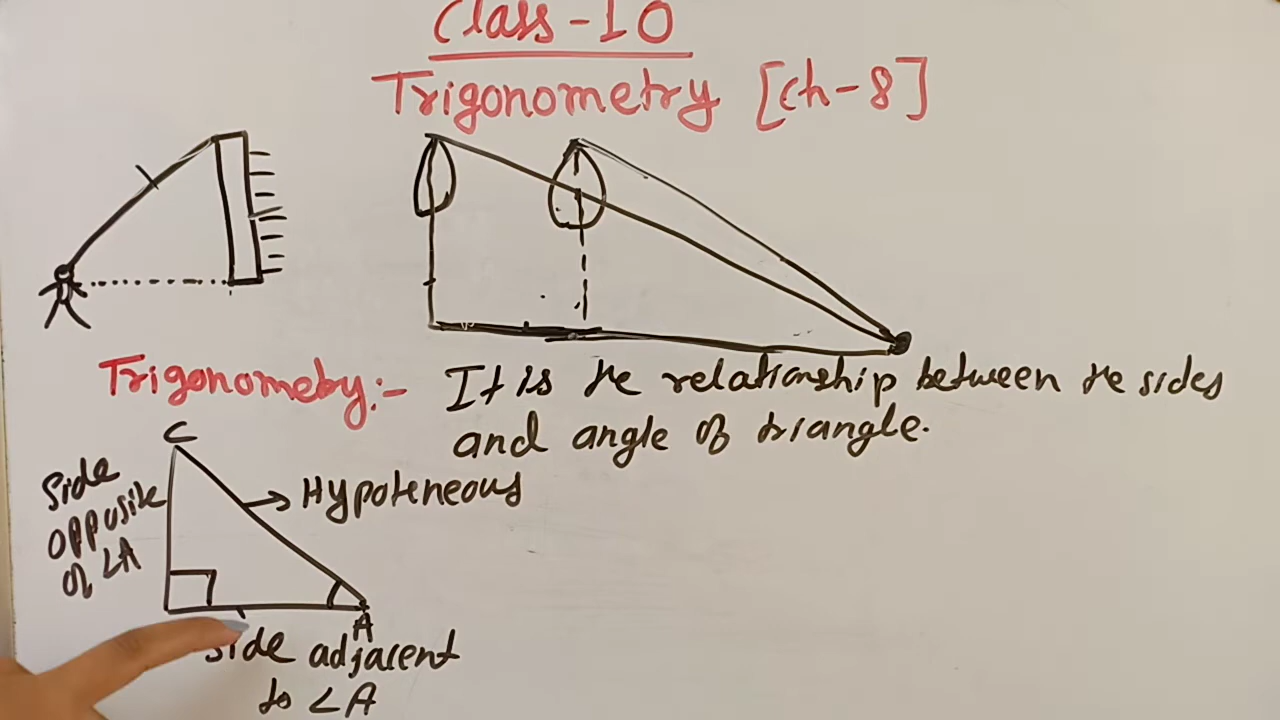 Class-10
Trigonometry [Ch-8]
Trigonometry:- It is the relationship between the sides
and angle of triangle.
C
Side
opposite
of ∠A
Hypoteneous
A
Side adjacent
to ∠A